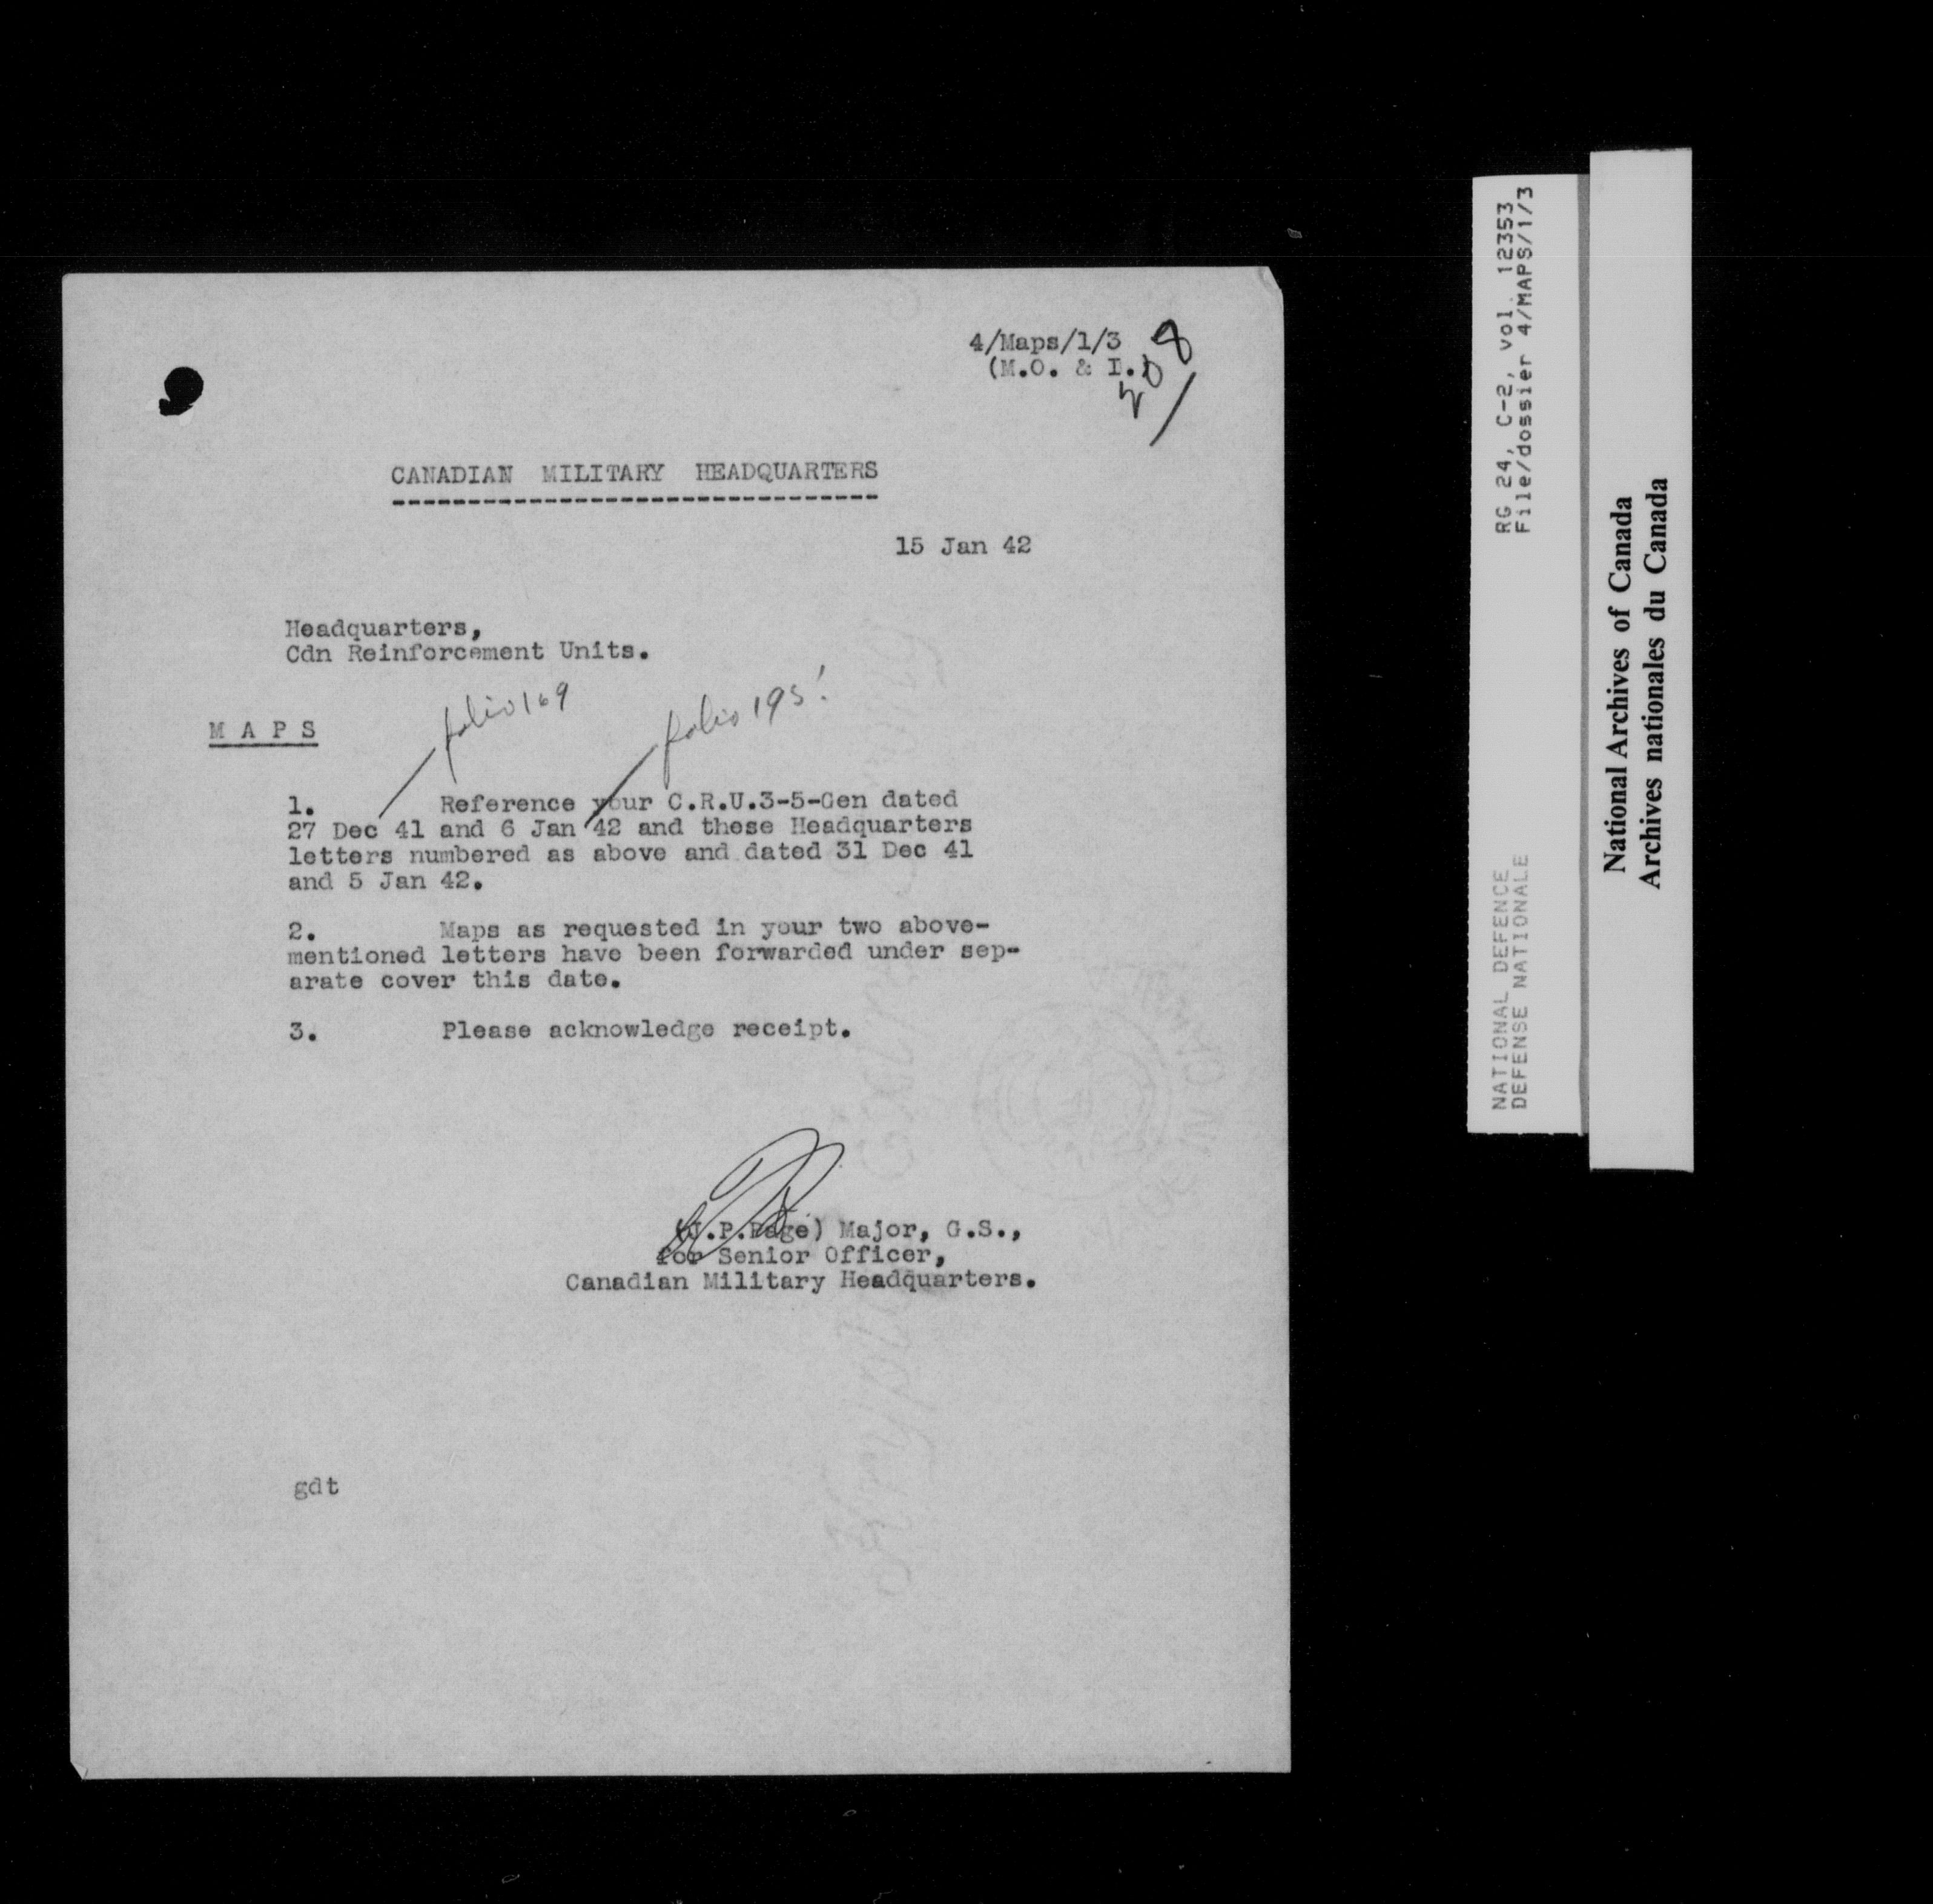 4/Maps/1/3
(M.O. & I.)
208
CANADIAN MILITARY HEADQUARTERS
15 Jan 42
Headquarters,
Cdn Reinforcement Units.
folio 169
folio 195
M A P S
1. Reference your C.R.U.3-5-Gen dated
27 Dec 41 and 6 Jan 42 and these Headquarters
letters numbered as above and dated 31 Dec 41
and 5 Jan 42.
2. Maps as requested in your two above-
mentioned letters have been forwarded under sep-
arate cover this date.
3. Please acknowledge receipt.
(J.P.Page) Major, G.S.,
for Senior Officer,
Canadian Military Headquarters.
gdt
RG 24, C-2, vol. 12353
File/dossier 4/MAPS/1/3
NATIONAL DEFENCE
DEFENSE NATIONALE
National Archives of Canada
Archives nationales du Canada